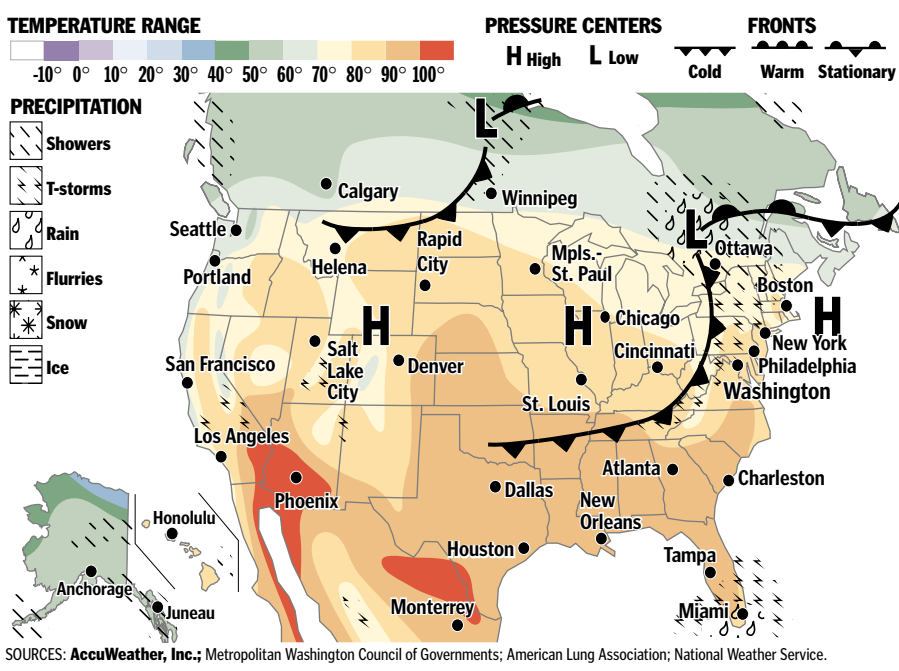 TEMPERATURE RANGE
-10° 0° 10° 20° 30° 40° 50° 60° 70° 80° 90° 100°
PRESSURE CENTERS
H High L Low
FRONTS
Cold Warm Stationary
PRECIPITATION
Showers
T-storms
Rain
Flurries
Snow
Ice
L
Calgary
Winnipeg
Seattle
Portland
Helena
Rapid
City
Mpls.-
St. Paul
L
Ottawa
Boston
H
H
H
Chicago
New York
Philadelphia
Washington
Cincinnati
St. Louis
Salt
Lake
City
Denver
San Francisco
Los Angeles
Phoenix
Dallas
Atlanta
Charleston
New
Orleans
Houston
Tampa
Miami
Monterrey
Honolulu
Anchorage
Juneau
SOURCES: AccuWeather, Inc.; Metropolitan Washington Council of Governments; American Lung Association; National Weather Service.